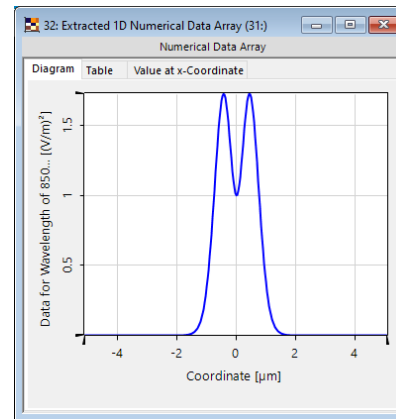 32: Extracted 1D Numerical Data Array (31:)
Numerical Data Array
Diagram Table Value at x-Coordinate
Data for Wavelength of 850... [(V/m)²]
1.5
1
0.5
-4 -2 0 2 4
Coordinate [µm]